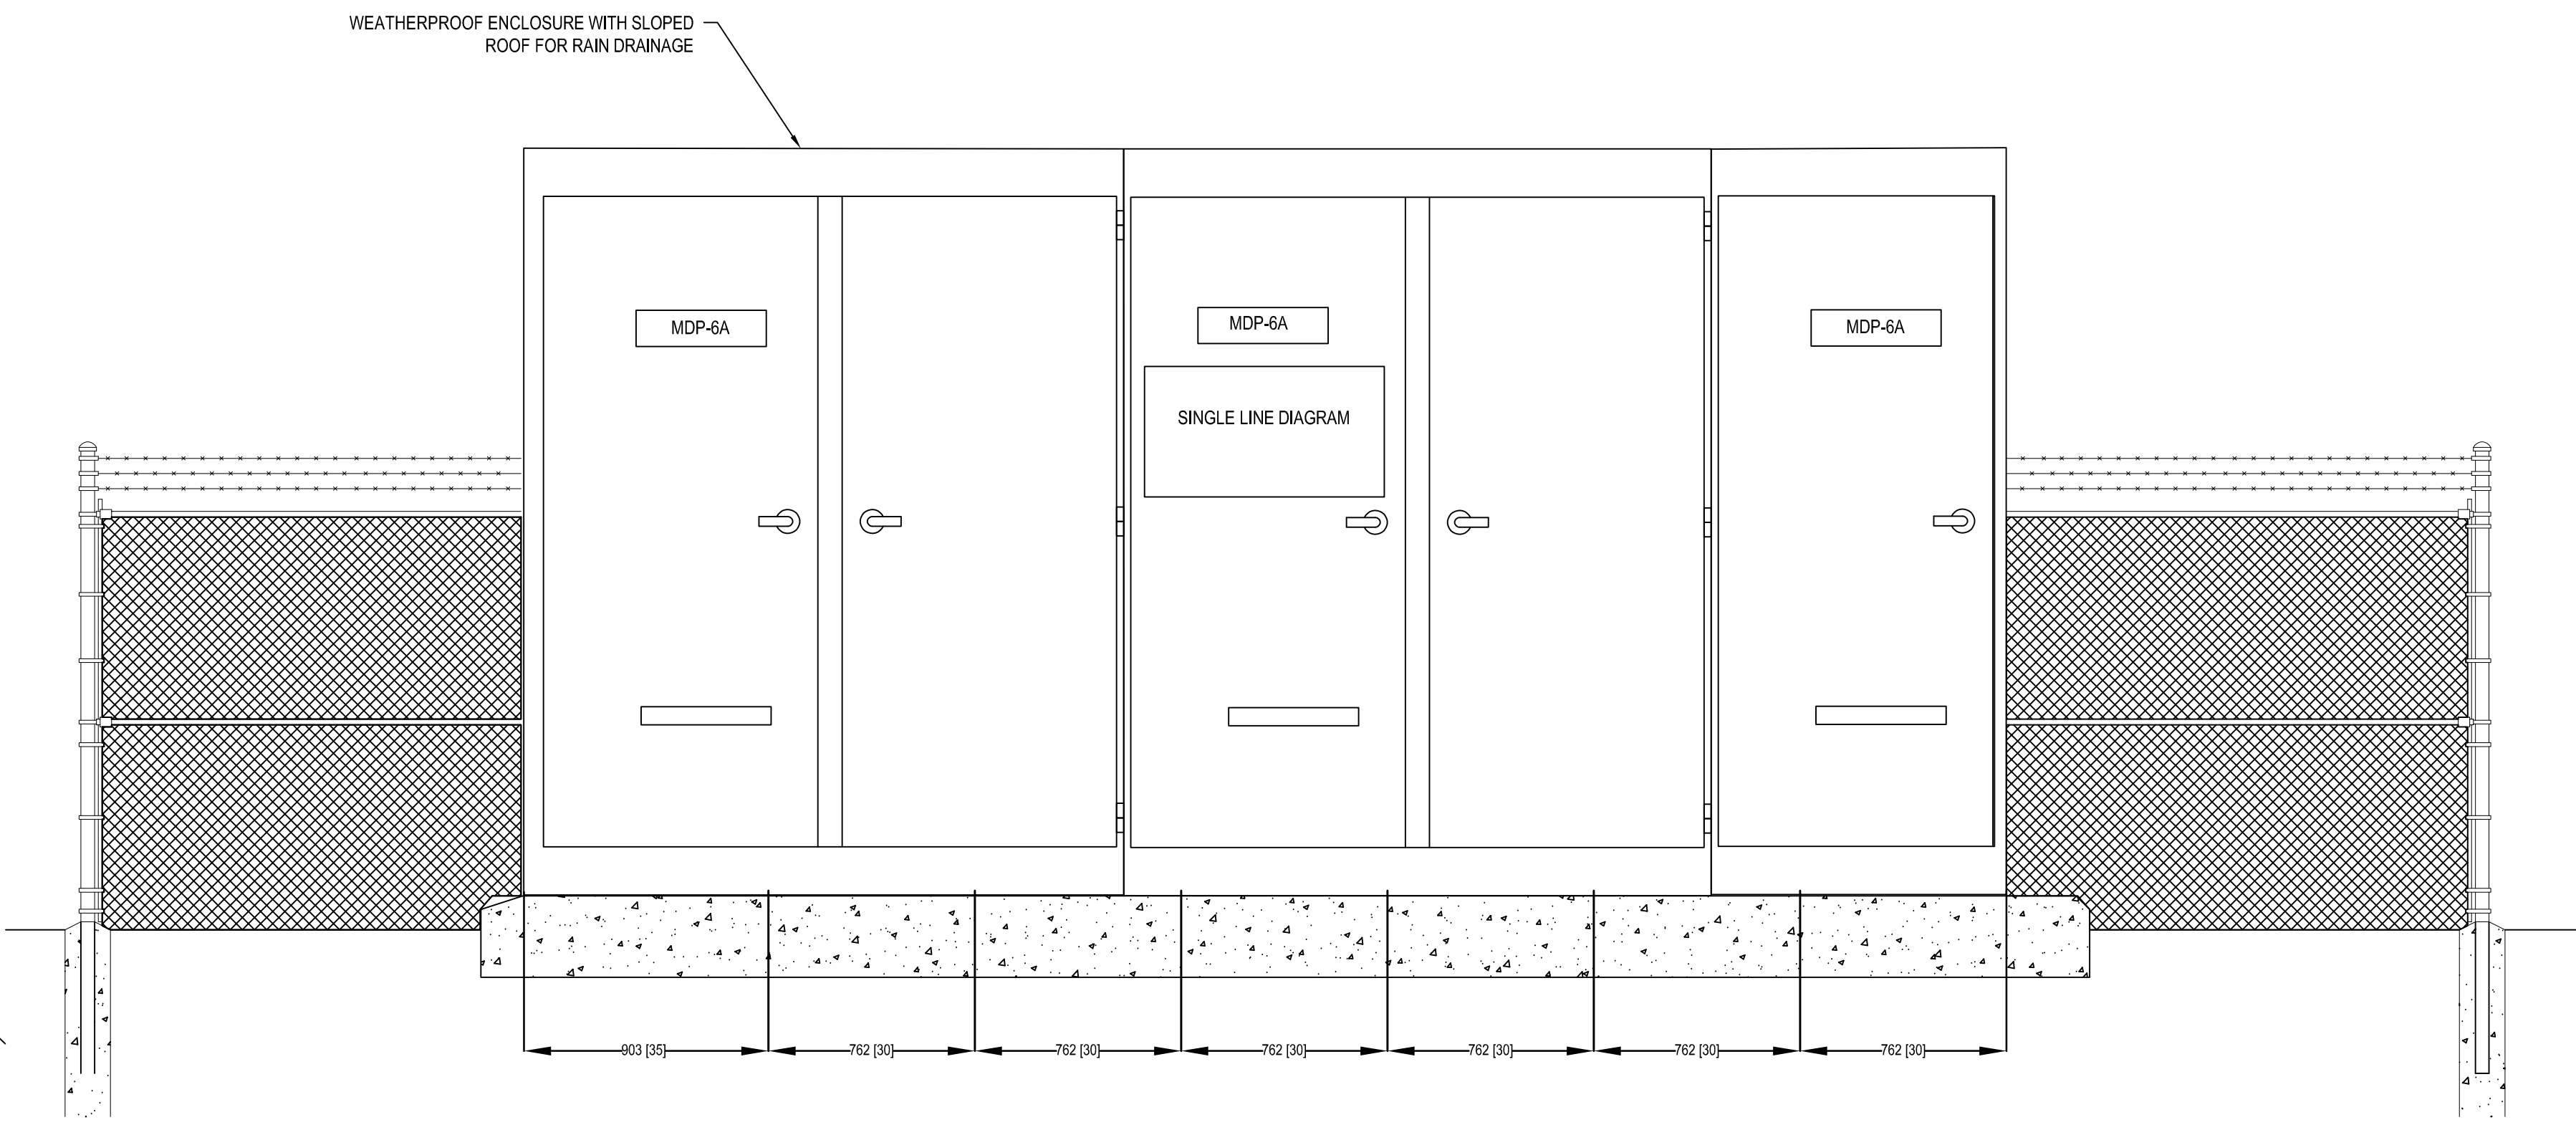 WEATHERPROOF ENCLOSURE WITH SLOPED
ROOF FOR RAIN DRAINAGE
MDP-6A
MDP-6A
MDP-6A
SINGLE LINE DIAGRAM
903 [35]
762 [30]
762 [30]
762 [30]
762 [30]
762 [30]
762 [30]